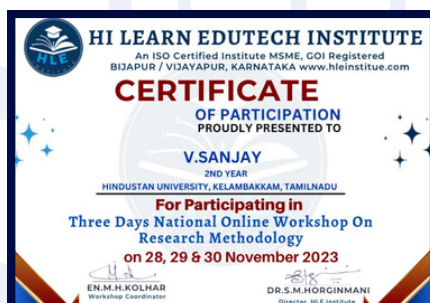 HI LEARN EDUTECH INSTITUTE
An ISO Certified Institute MSME, GOI Registered
BIJAPUR / VIJAYAPUR, KARNATAKA www.hleinstitue.com
HLE
CERTIFICATE
OF PARTICIPATION
PROUDLY PRESENTED TO
V.SANJAY
2ND YEAR
HINDUSTAN UNIVERSITY, KELAMBAKKAM, TAMILNADU
For Participating in
Three Days National Online Workshop On
Research Methodology
on 28, 29 & 30 November 2023
EN.M.H.KOLHAR
Workshop Coordinator
DR.S.M.HORGINMANI
Director, HLE Institute